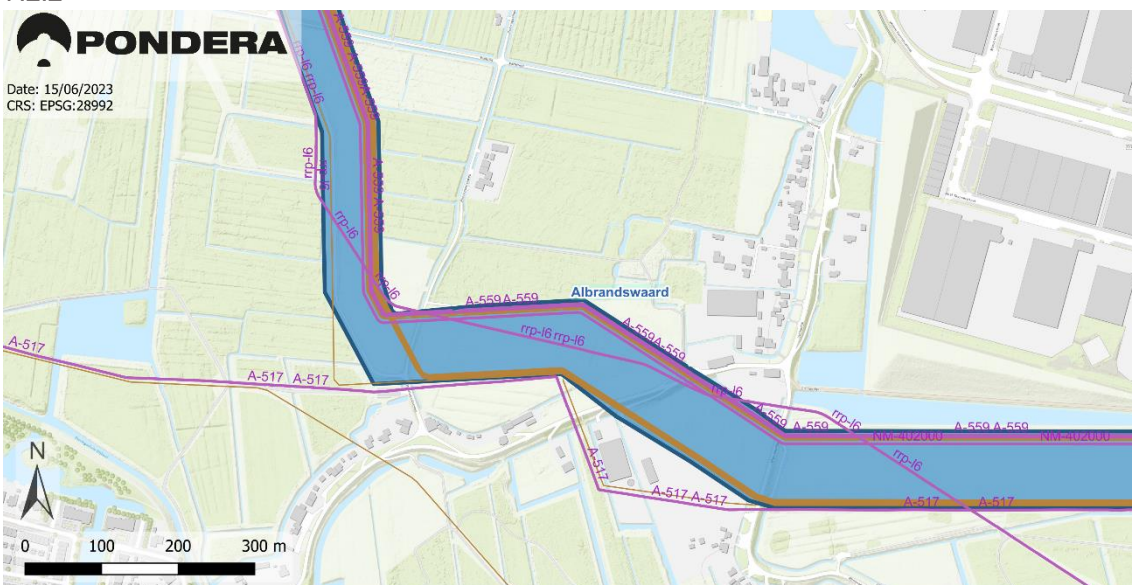 PONDERA
Date: 15/06/2023
CRS: EPSG:28992
rrp-l6
rrp-l6
rrp-l6
rrp-l6
rrp-l6
A-559 A-559
Albrandswaard
rrp-l6 rrp-l6
A-559 A-559
A-517
A-517 A-517
rrp-l6
A-559
A-559
rrp-l6
A-559 A-559
NM-402000
NM-402000
rrp-l6
A-517
A-517 A-517
A-517
A-517
N
0 100 200 300 m